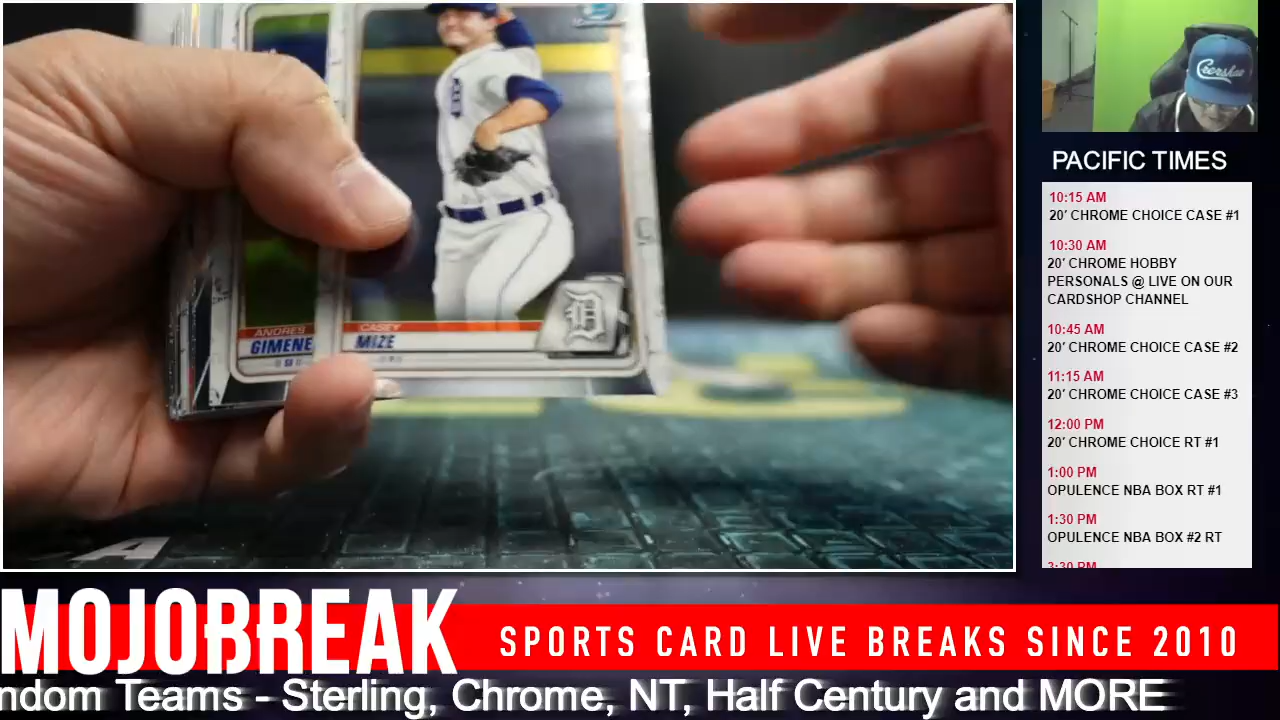 ANDRES
GIMENE
CASEY
MIZE
D
Crenshaw
PACIFIC TIMES
10:15 AM
20' CHROME CHOICE CASE #1
10:30 AM
20' CHROME HOBBY
PERSONALS @ LIVE ON OUR
CARDSHOP CHANNEL
10:45 AM
20' CHROME CHOICE CASE #2
11:15 AM
20' CHROME CHOICE CASE #3
12:00 PM
20' CHROME CHOICE RT #1
1:00 PM
OPULENCE NBA BOX RT #1
1:30 PM
OPULENCE NBA BOX #2 RT
3:30 PM
A
MOJOBREAK
SPORTS CARD LIVE BREAKS SINCE 2010
ndom Teams - Sterling, Chrome, NT, Half Century and MORE